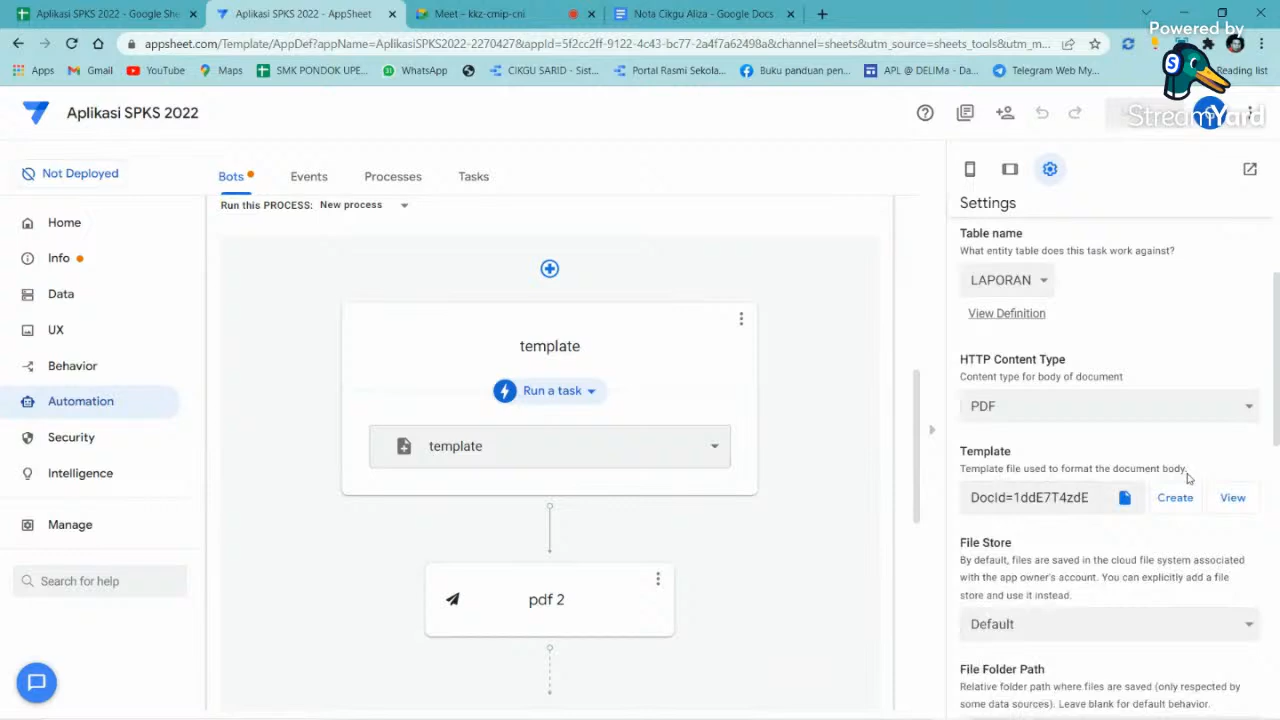 Aplikasi SPKS 2022 - Google She
Aplikasi SPKS 2022 - AppSheet
Meet – kkz-cmip-cni
Nota Cikgu Aliza - Google Docs
appsheet.com/Template/AppDef?appName=AplikasiSPKS2022-2270427&appId=5f2cc2ff-9122-4c43-bc77-2a4f7a62498a&channel=sheets&utm_source=sheets_tools&utm_m...
Powered by
StreamYard
Apps
Gmail
YouTube
Maps
SMK PONDOK UPE...
WhatsApp
CIKGU SARID - Sist...
Portal Rasmi Sekola...
Buku panduan pen...
APL @ DELIMa - Da...
Telegram Web My...
Reading list
Aplikasi SPKS 2022
Not Deployed
Bots
Events
Processes
Tasks
Home
Info
Data
UX
Behavior
Automation
Security
Intelligence
Manage
Search for help
Run this PROCESS: New process
template
Run a task
template
pdf 2
Settings
Table name
What entity table does this task work against?
LAPORAN
View Definition
HTTP Content Type
Content type for body of document
PDF
Template
Template file used to format the document body.
DocId=1ddE7T4zdE
Create
View
File Store
By default, files are saved in the cloud file system associated
with the app owner's account. You can explicitly add a file
store and use it instead.
Default
File Folder Path
Relative folder path where files are saved (only respected by
some data sources). Leave blank for default behavior.